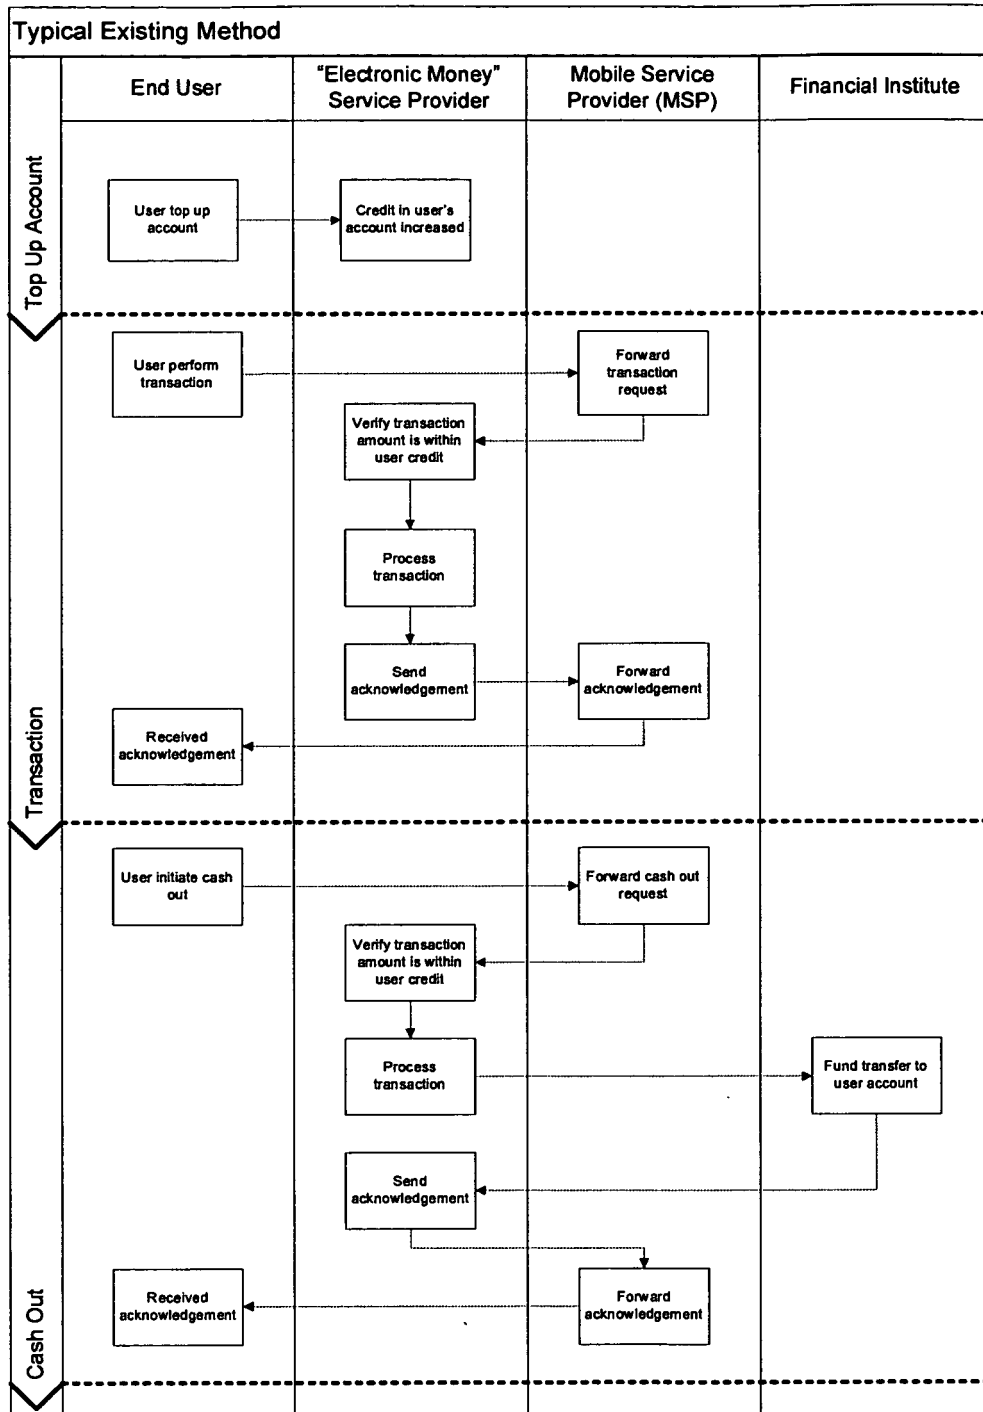 Typical Existing Method
End User
"Electronic Money"
Service Provider
Mobile Service
Provider (MSP)
Financial Institute
Top Up Account
User top up
account
Credit in user's
account increased
Transaction
User perform
transaction
Forward
transaction
request
Verify transaction
amount is within
user credit
Process
transaction
Send
acknowledgement
Forward
acknowledgement
Received
acknowledgement
Cash Out
User initiate cash
out
Forward cash out
request
Verify transaction
amount is within
user credit
Process
transaction
Fund transfer to
user account
Send
acknowledgement
Received
acknowledgement
Forward
acknowledgement